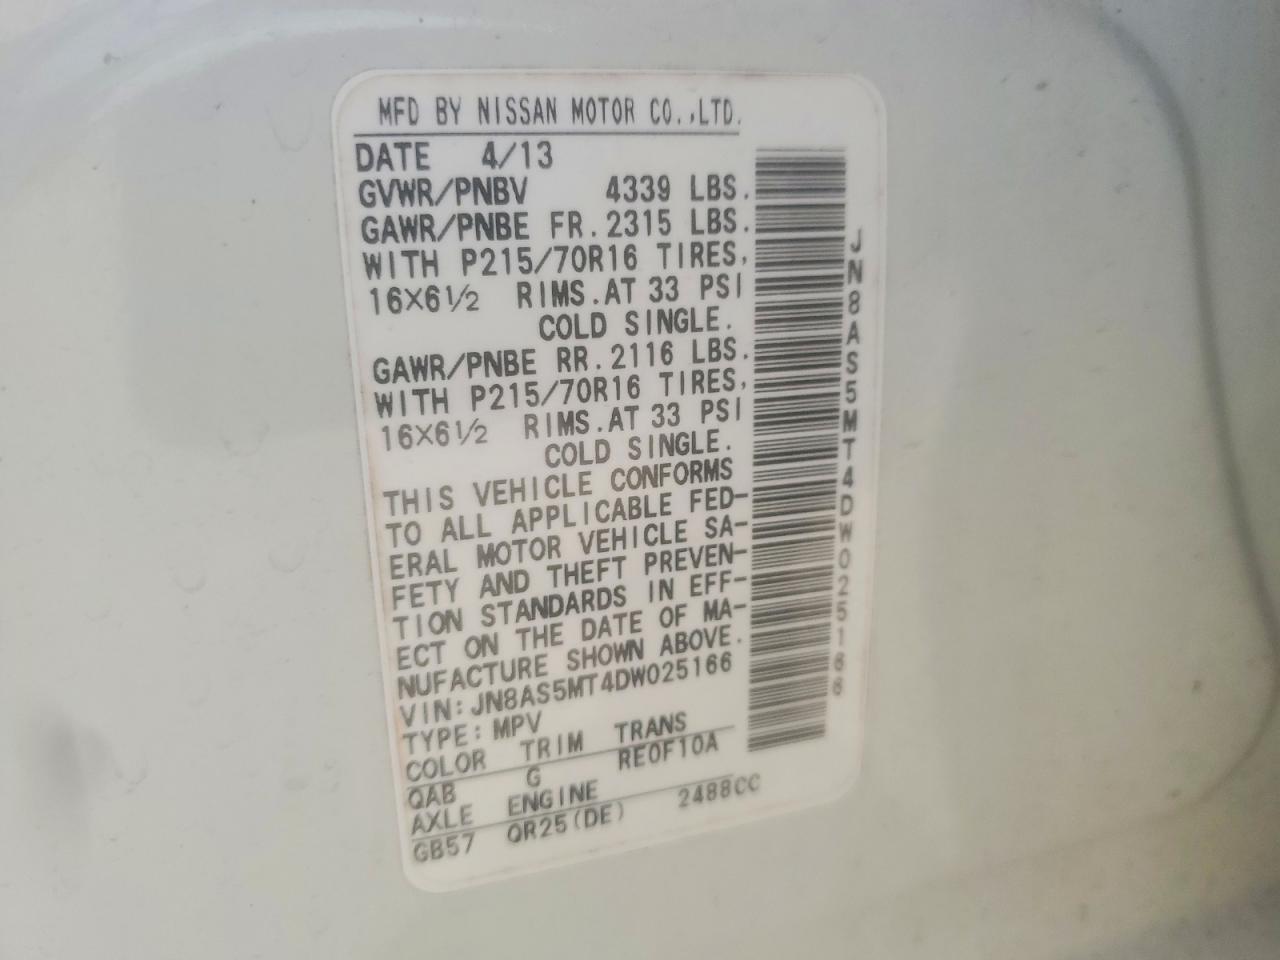 MFD BY NISSAN MOTOR CO.,LTD.
DATE 4/13
GVWR/PNBV 4339 LBS.
GAWR/PNBE FR. 2315 LBS.
WITH P215/70R16 TIRES,
16X6½ RIMS. AT 33 PSI
COLD SINGLE.
GAWR/PNBE RR. 2116 LBS.
WITH P215/70R16 TIRES,
16X6½ RIMS. AT 33 PSI
COLD SINGLE.
THIS VEHICLE CONFORMS
TO ALL APPLICABLE FED-
ERAL MOTOR VEHICLE SA-
FETY AND THEFT PREVEN-
TION STANDARDS IN EFF-
ECT ON THE DATE OF MA-
NUFACTURE SHOWN ABOVE.
VIN: JN8AS5MT4DW025166
TYPE: MPV
COLOR TRIM TRANS
QAB G RE0F10A
AXLE ENGINE
GB57 QR25(DE) 2488CC
JN8AS5MT4DW025166